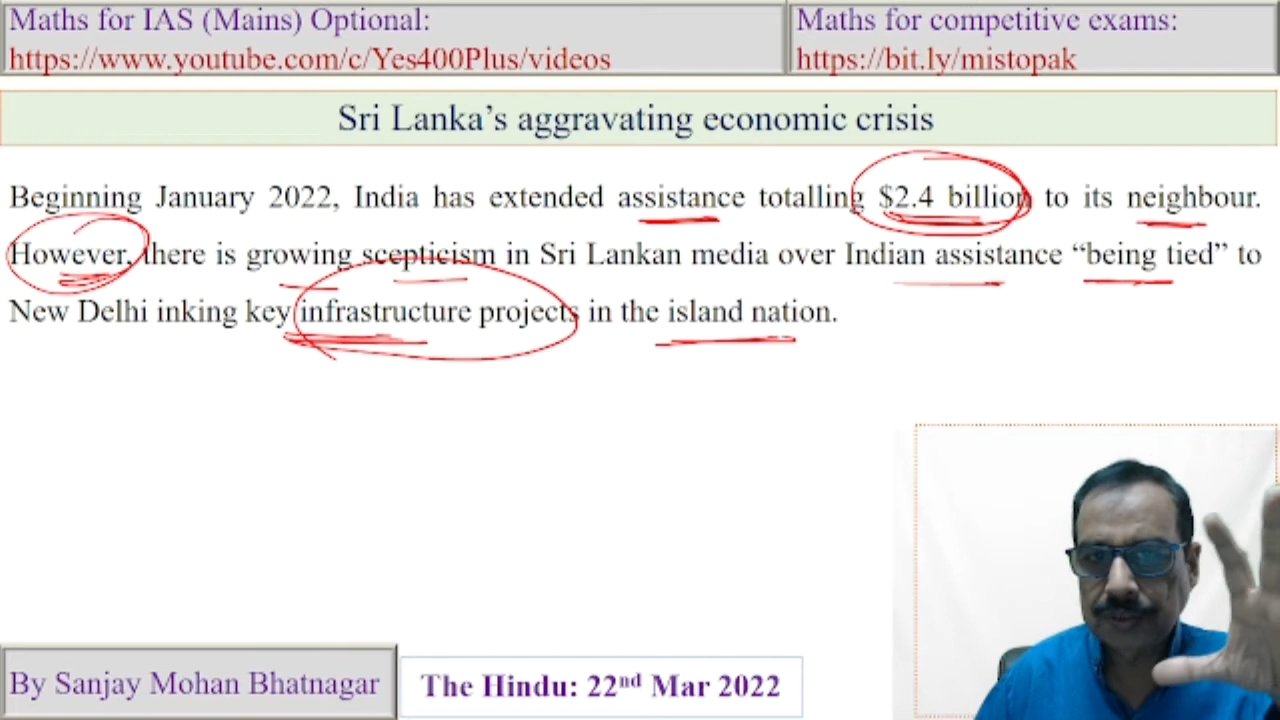 Maths for IAS (Mains) Optional:
https://www.youtube.com/c/Yes400Plus/videos
Maths for competitive exams:
https://bit.ly/mistopak
Sri Lanka’s aggravating economic crisis
Beginning January 2022, India has extended assistance totalling $2.4 billion to its neighbour.
However, there is growing scepticism in Sri Lankan media over Indian assistance “being tied” to
New Delhi inking key infrastructure projects in the island nation.
By Sanjay Mohan Bhatnagar
The Hindu: 22nd Mar 2022